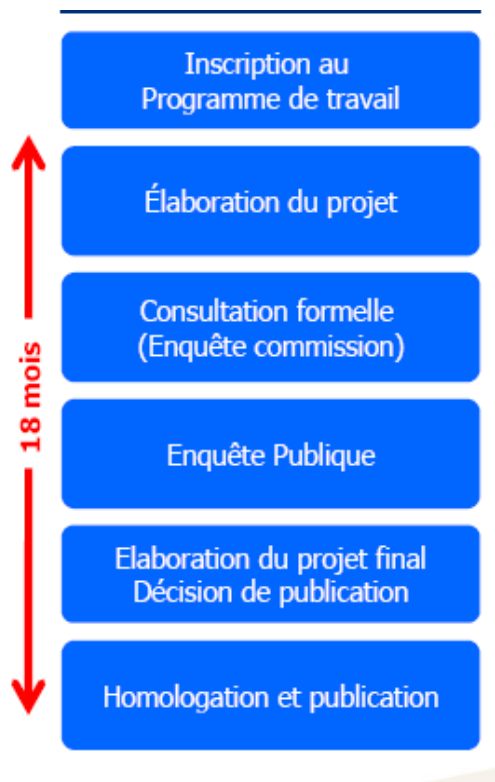 Inscription au
Programme de travail
Élaboration du projet
Consultation formelle
(Enquête commission)
18 mois
Enquête Publique
Elaboration du projet final
Décision de publication
Homologation et publication